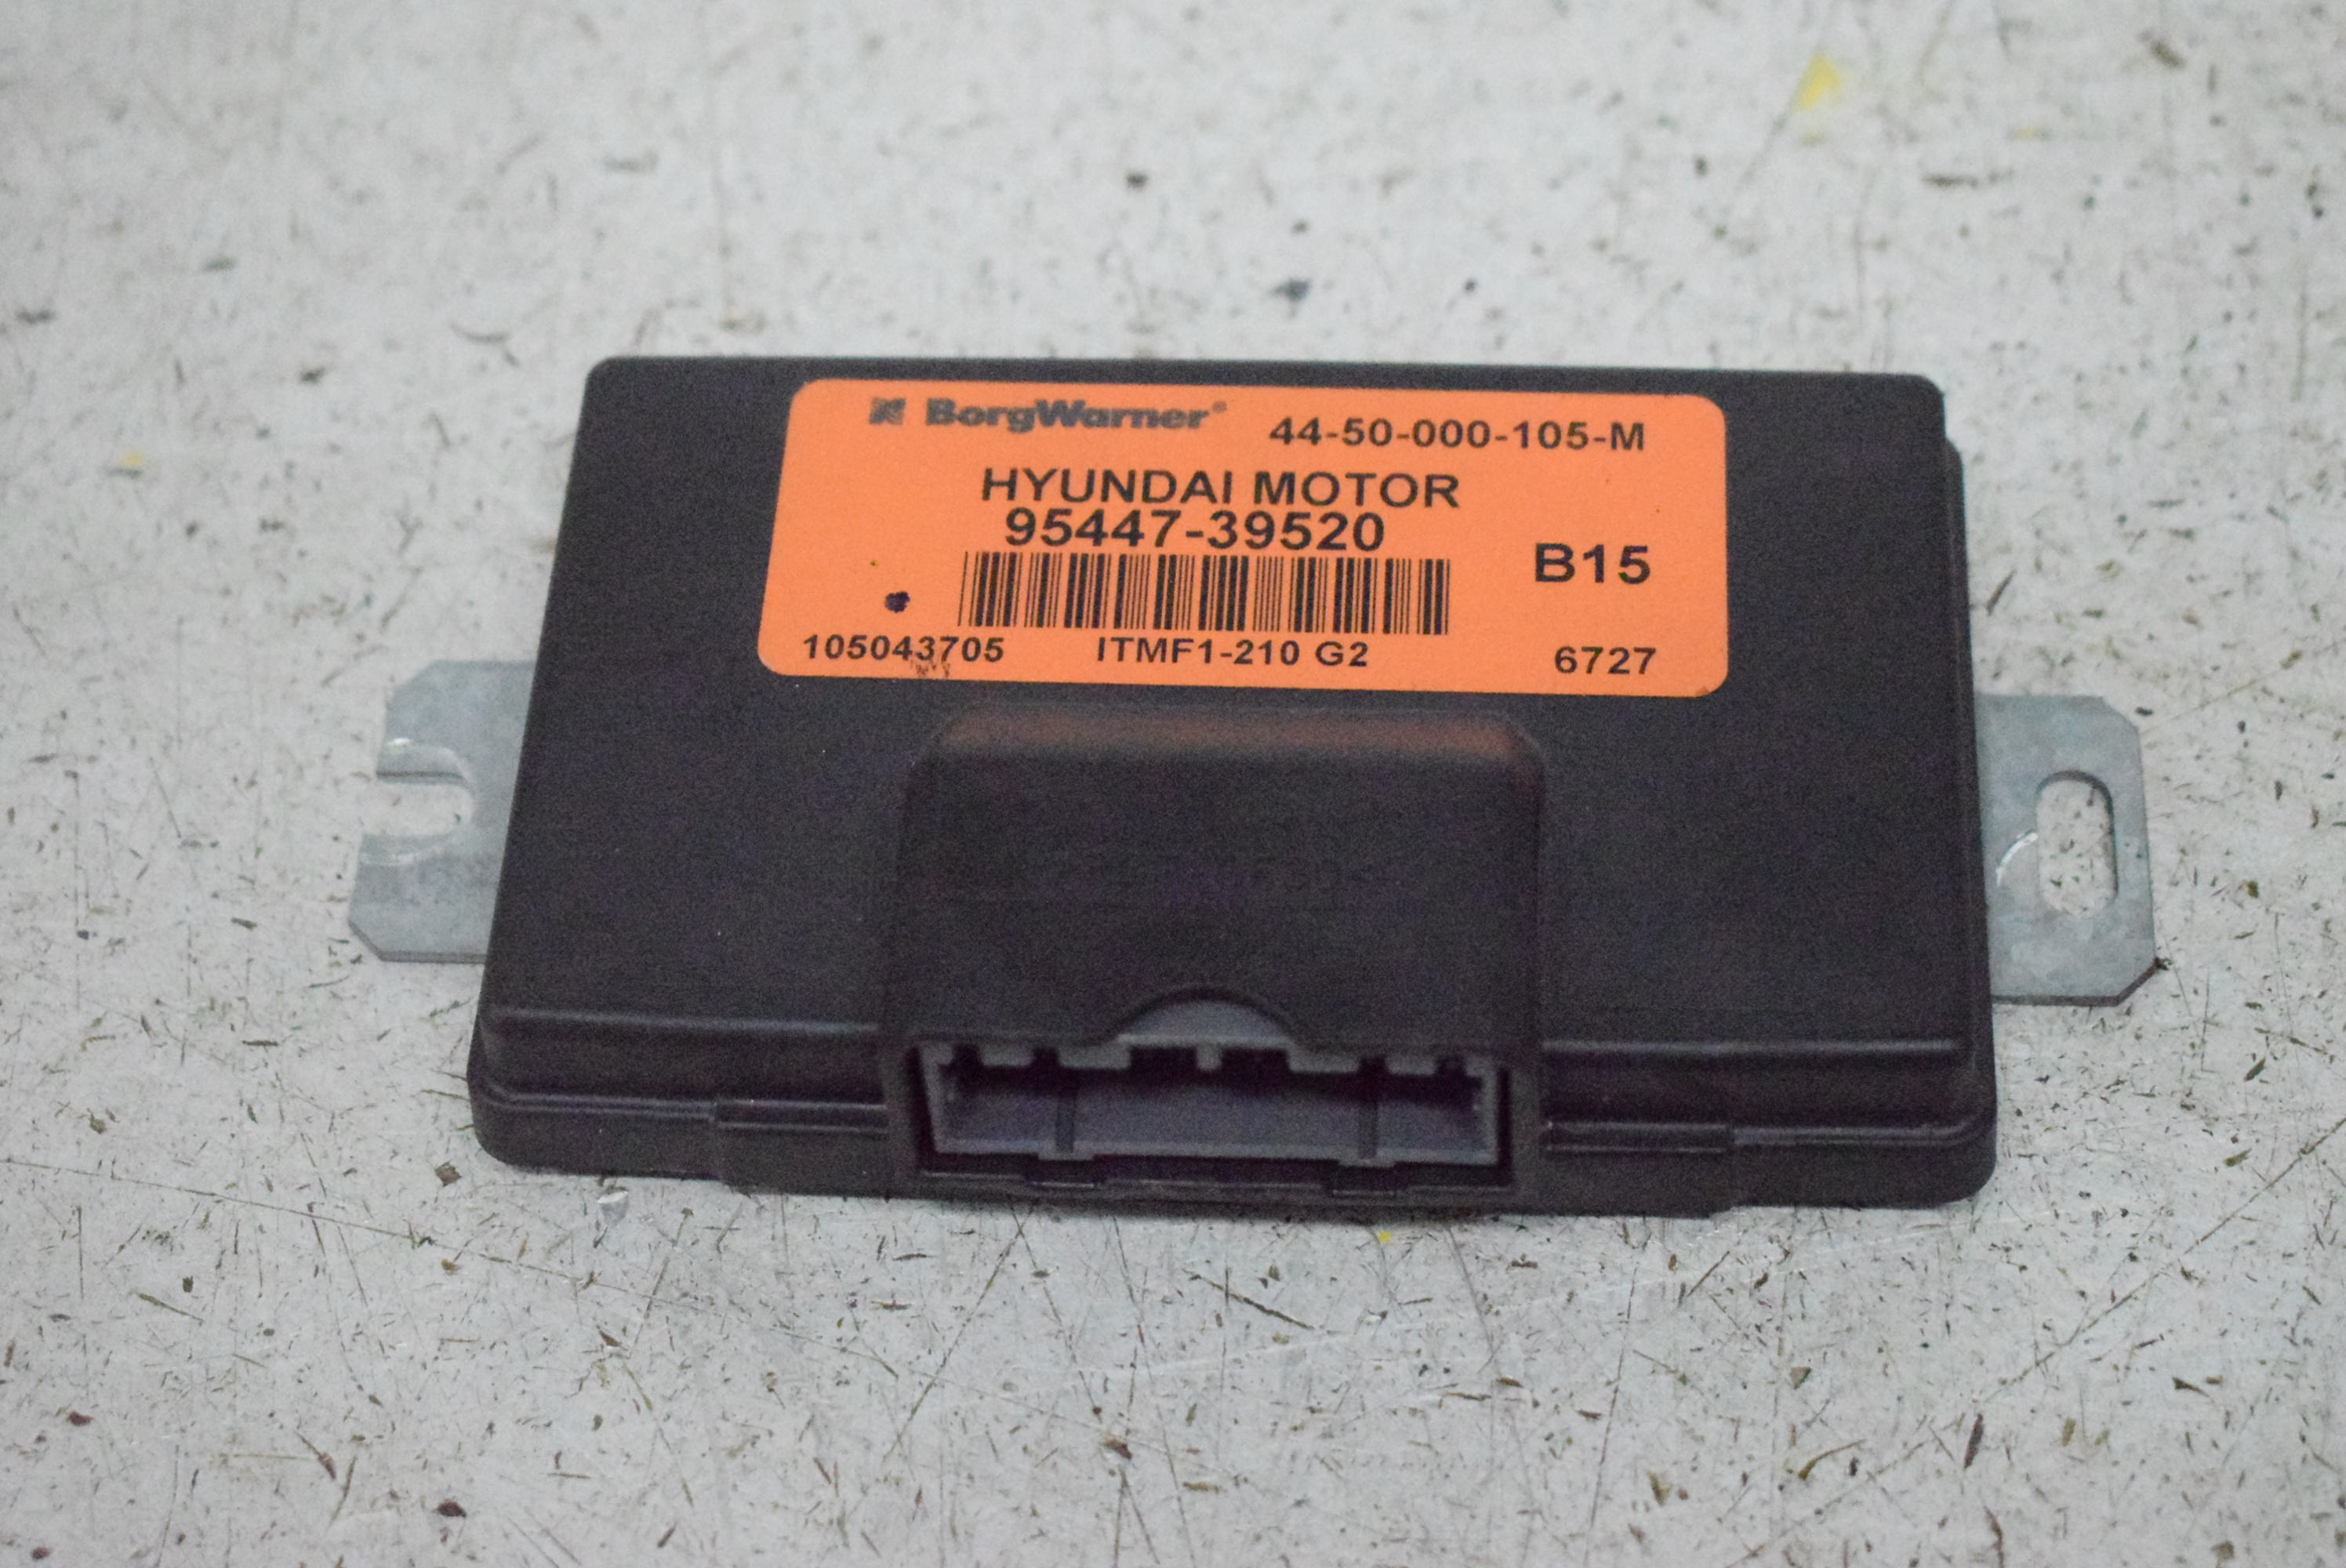 BorgWarner® 44-50-000-105-M
HYUNDAI MOTOR
95447-39520
B15
105043705 ITMF1-210 G2 6727